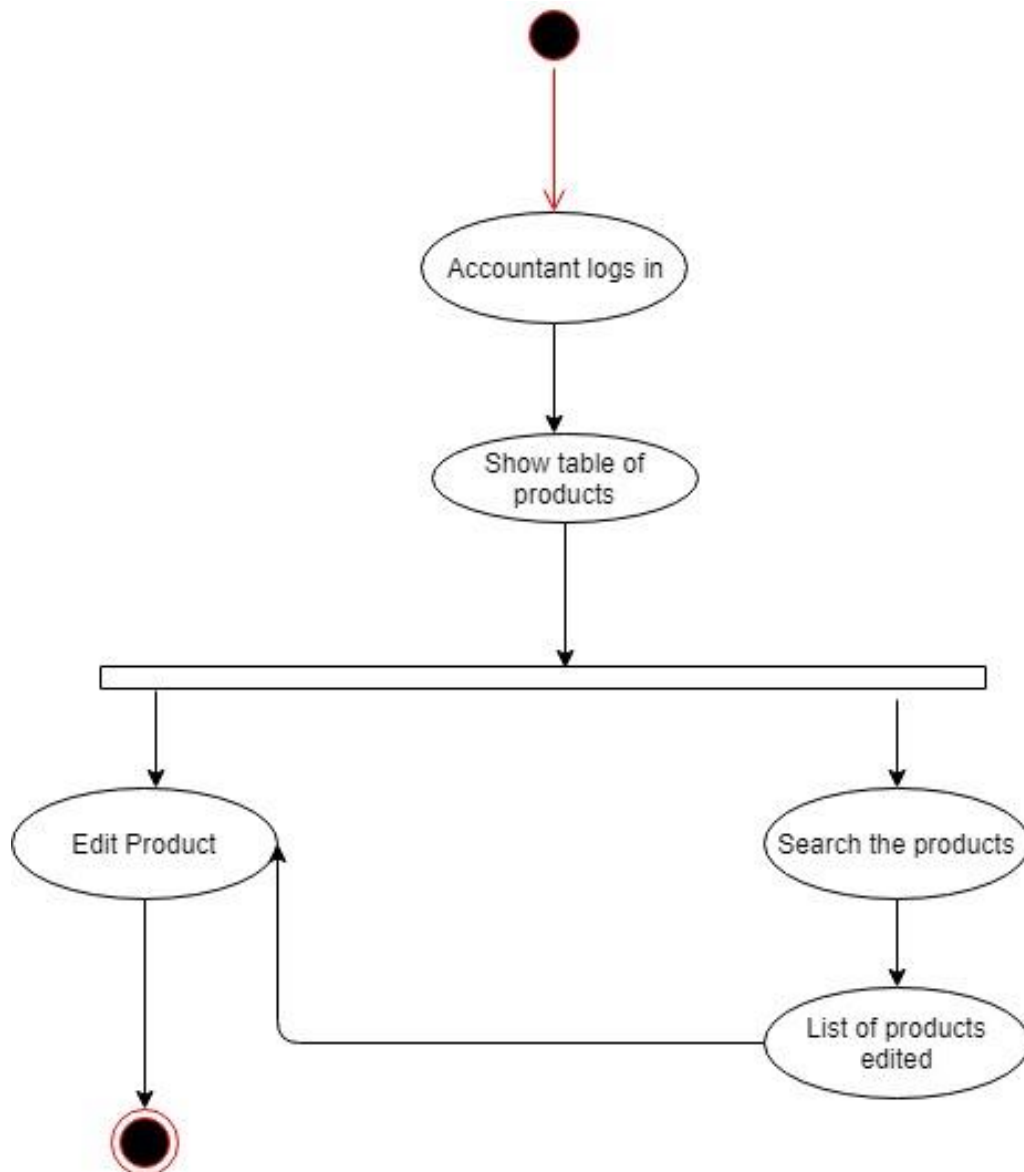 Accountant logs in
Show table of
products
Edit Product
Search the products
List of products
edited